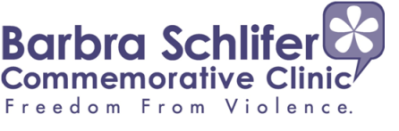 Barbra Schlifer
Commemorative Clinic
Freedom From Violence.